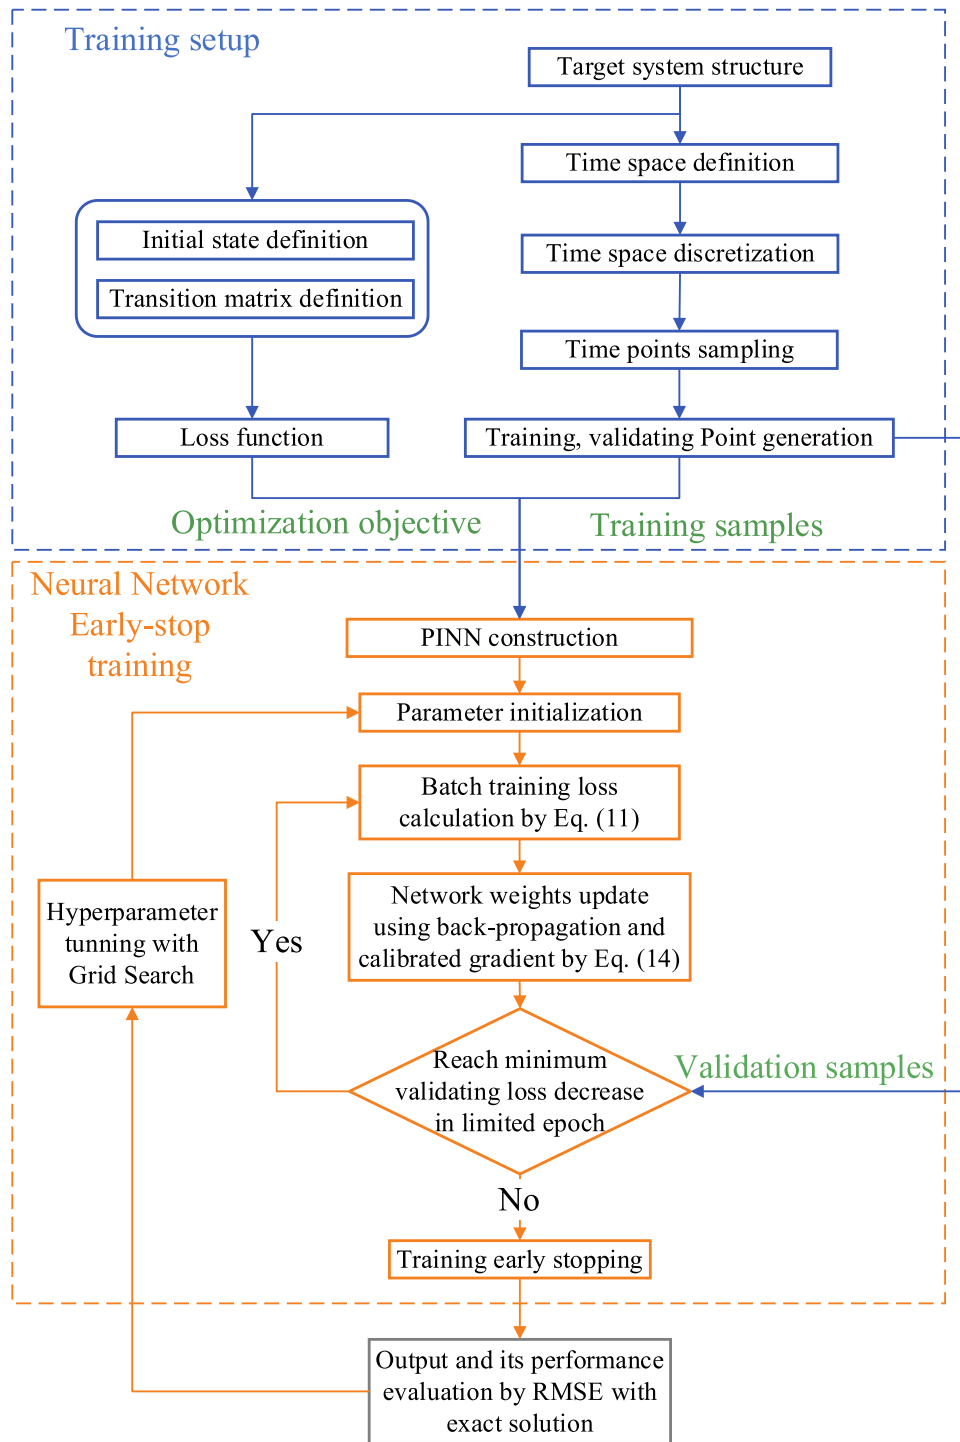 Training setup
Target system structure
Time space definition
Initial state definition
Time space discretization
Transition matrix definition
Time points sampling
Loss function
Training, validating Point generation
Optimization objective
Training samples
Neural Network
Early-stop
training
PINN construction
Parameter initialization
Batch training loss
calculation by Eq. (11)
Network weights update
using back-propagation and
calibrated gradient by Eq. (14)
Hyperparameter
tunning with
Grid Search
Yes
Reach minimum
validating loss decrease
in limited epoch
Validation samples
No
Training early stopping
Output and its performance
evaluation by RMSE with
exact solution